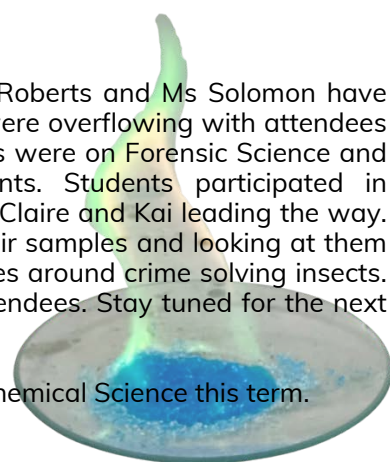 Roberts and Ms Solomon have
were overflowing with attendees
s were on Forensic Science and
nts. Students participated in
Claire and Kai leading the way.
ir samples and looking at them
es around crime solving insects.
endees. Stay tuned for the next
hemical Science this term.